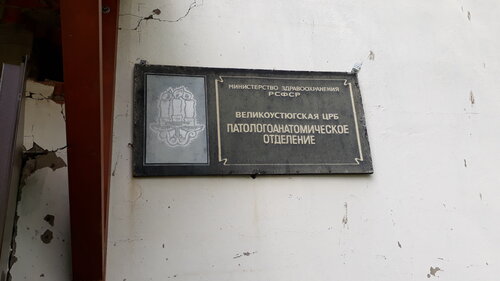 МИНИСТЕРСТВО ЗДРАВООХРАНЕНИЯ
РСФСР
ВЕЛИКОУСТЮГСКАЯ ЦРБ
ПАТОЛОГОАНАТОМИЧЕСКОЕ
ОТДЕЛЕНИЕ